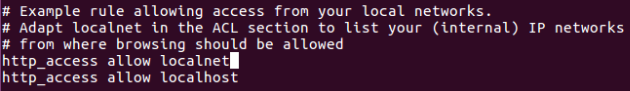 # Example rule allowing access from your local networks.
# Adapt localnet in the ACL section to list your (internal) IP networks
# from where browsing should be allowed
http_access allow localnet
http_access allow localhost